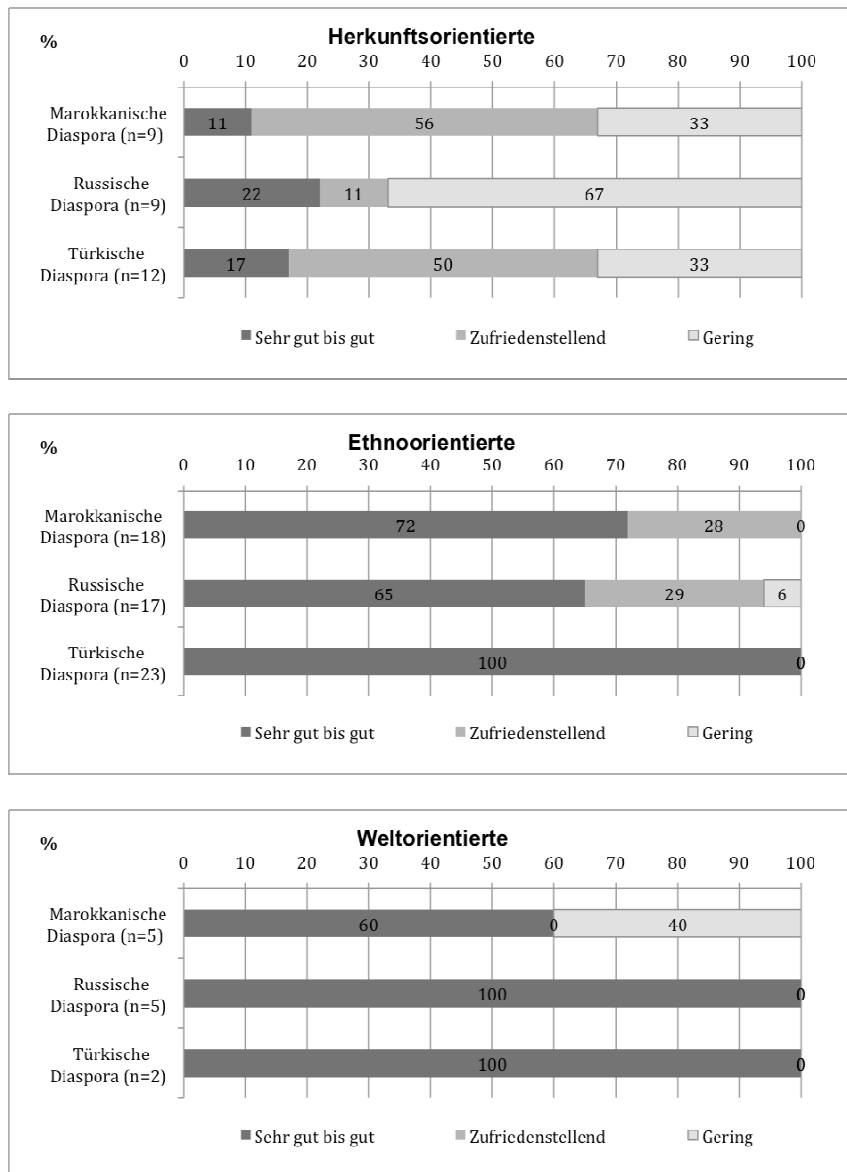 Herkunftsorientierte
%
0 10 20 30 40 50 60 70 80 90 100
Marokkanische
Diaspora (n=9)
11 56 33
Russische
Diaspora (n=9)
22 11 67
Türkische
Diaspora (n=12)
17 50 33
Sehr gut bis gut Zufriedenstellend Gering
Ethnoorientierte
%
0 10 20 30 40 50 60 70 80 90 100
Marokkanische
Diaspora (n=18)
72 28 0
Russische
Diaspora (n=17)
65 29 6
Türkische
Diaspora (n=23)
100 0
Sehr gut bis gut Zufriedenstellend Gering
Weltorientierte
%
0 10 20 30 40 50 60 70 80 90 100
Marokkanische
Diaspora (n=5)
60 0 40
Russische
Diaspora (n=5)
100 0
Türkische
Diaspora (n=2)
100 0
Sehr gut bis gut Zufriedenstellend Gering